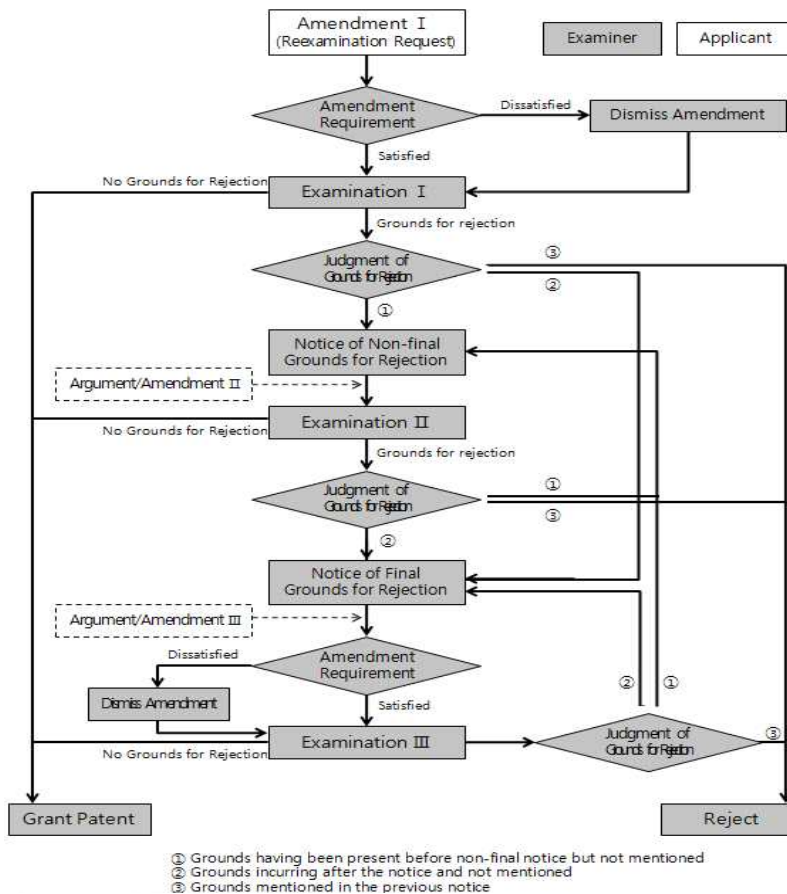 Amendment Ⅰ
(Reexamination Request)
Examiner
Applicant
Amendment
Requirement
Dissatisfied
Dismiss Amendment
Satisfied
No Grounds for Rejection
Examination Ⅰ
Grounds for rejection
Judgment of
Grounds for Rejection
③
②
①
Notice of Non-final
Grounds for Rejection
Argument/Amendment Ⅱ
Examination Ⅱ
No Grounds for Rejection
Grounds for rejection
Judgment of
Grounds for Rejection
①
③
②
Notice of Final
Grounds for Rejection
Argument/Amendment Ⅲ
Dissatisfied
Amendment
Requirement
② ①
Dismiss Amendment
Satisfied
No Grounds for Rejection
Examination Ⅲ
Judgment of
Grounds for Rejection
③
Grant Patent
Reject
① Grounds having been present before non-final notice but not mentioned
② Grounds incurring after the notice and not mentioned
③ Grounds mentioned in the previous notice